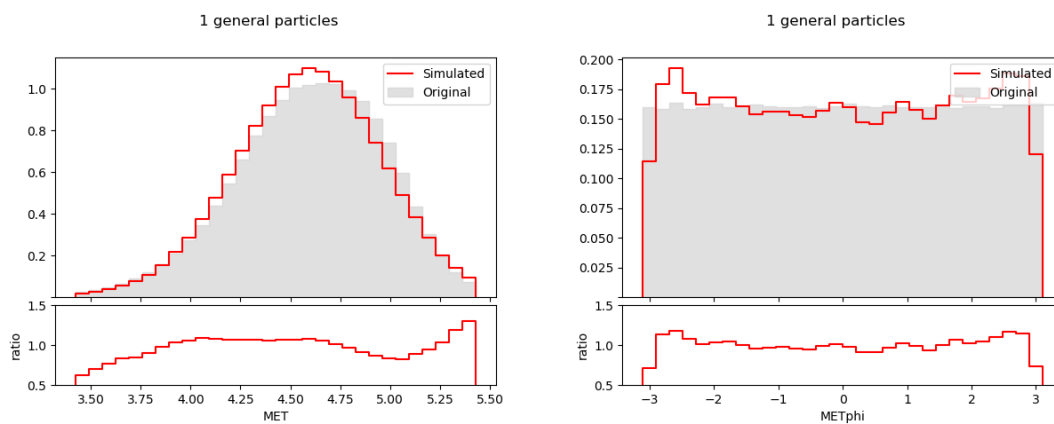 1 general particles
1.0
0.8
0.6
0.4
0.2
Simulated
Original
1.5
1.0
0.5
ratio
3.50 3.75 4.00 4.25 4.50 4.75 5.00 5.25 5.50
MET
1 general particles
0.200
0.175
0.150
0.125
0.100
0.075
0.050
0.025
Simulated
Original
1.5
1.0
0.5
ratio
−3 −2 −1 0 1 2 3
METphi